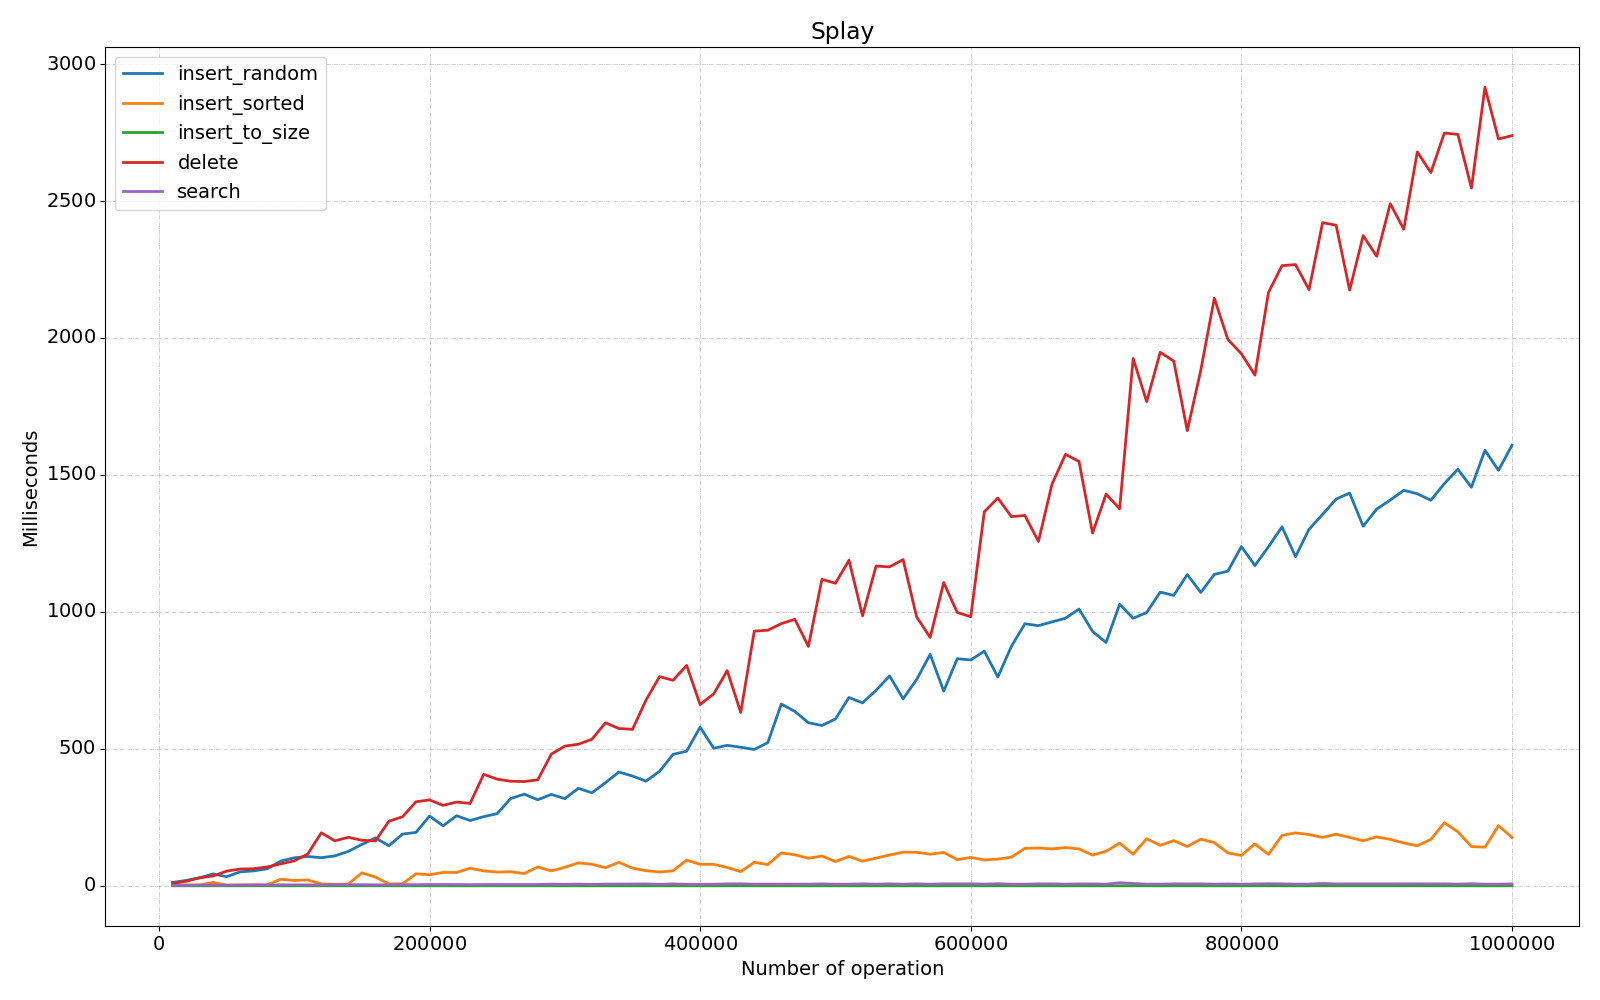 Splay
3000
2500
2000
1500
1000
500
0
Milliseconds
insert_random
insert_sorted
insert_to_size
delete
search
0 200000 400000 600000 800000 1000000
Number of operation